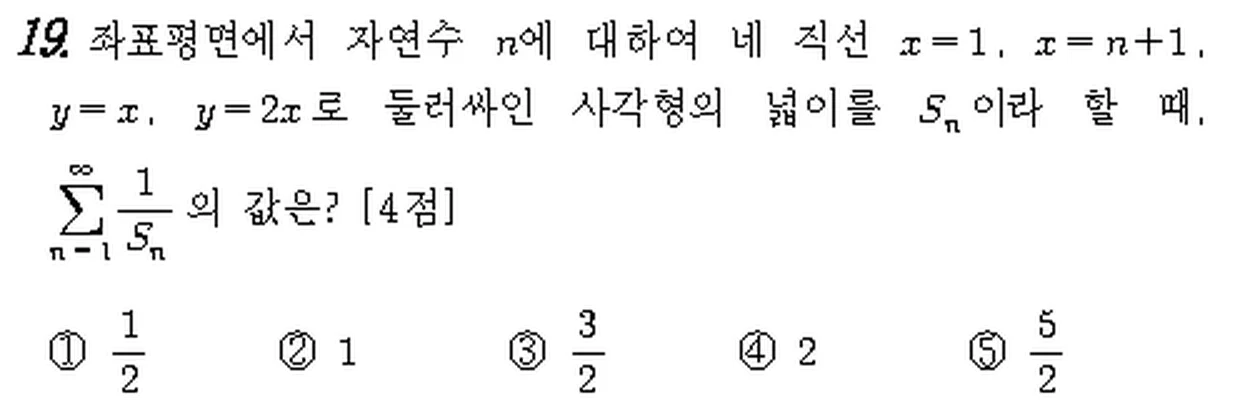 19. 좌표평면에서 자연수 n에 대하여 네 직선 x=1, x=n+1,
y=x, y=2x로 둘러싸인 사각형의 넓이를 Sₙ이라 할 때,
∑_{n=1}^{∞} 1/Sₙ 의 값은? [4점]
① 1/2 ② 1 ③ 3/2 ④ 2 ⑤ 5/2